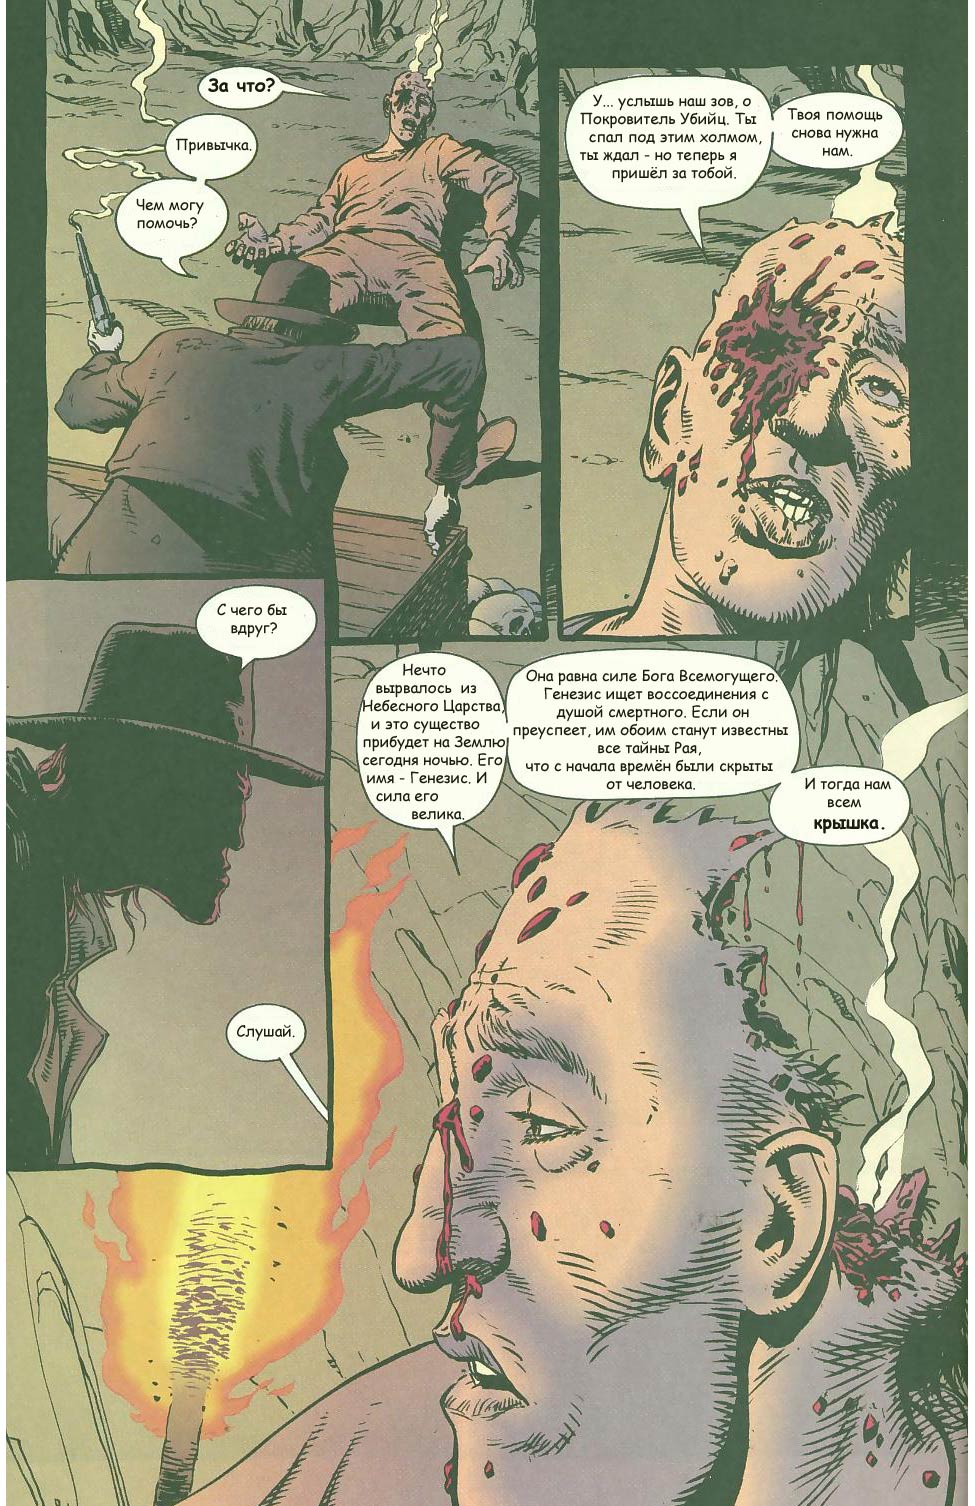 За что?
Привычка.
Чем могу
помочь?
У... услышь наш зов, о
Покровитель Убийц. Ты
спал под этим холмом,
ты ждал - но теперь я
пришёл за тобой.
Твоя помощь
снова нужна
нам.
С чего бы
вдруг?
Слушай.
Нечто
вырвалось из
Небесного Царства,
и это существо
прибудет на Землю
сегодня ночью. Его
имя - Генезис. И
сила его
велика.
Она равна силе Бога Всемогущего.
Генезис ищет воссоединения с
душой смертного. Если он
преуспеет, им обоим станут известны
все тайны Рая,
что с начала времён были скрыты
от человека.
И тогда нам
всем
крышка.